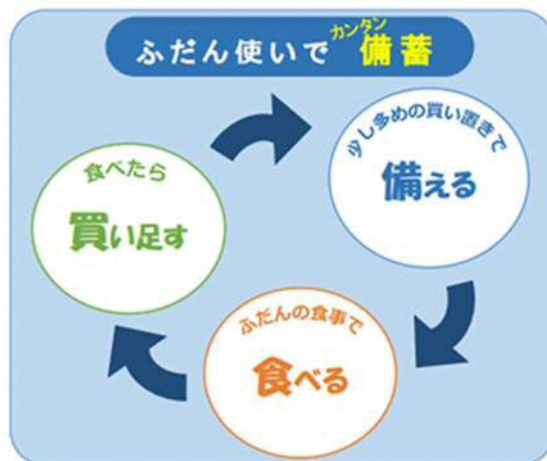 カンタン
ふだん使いで備蓄
少し多めの買い置きで
備える
ふだんの食事で
食べる
食べたら
買い足す